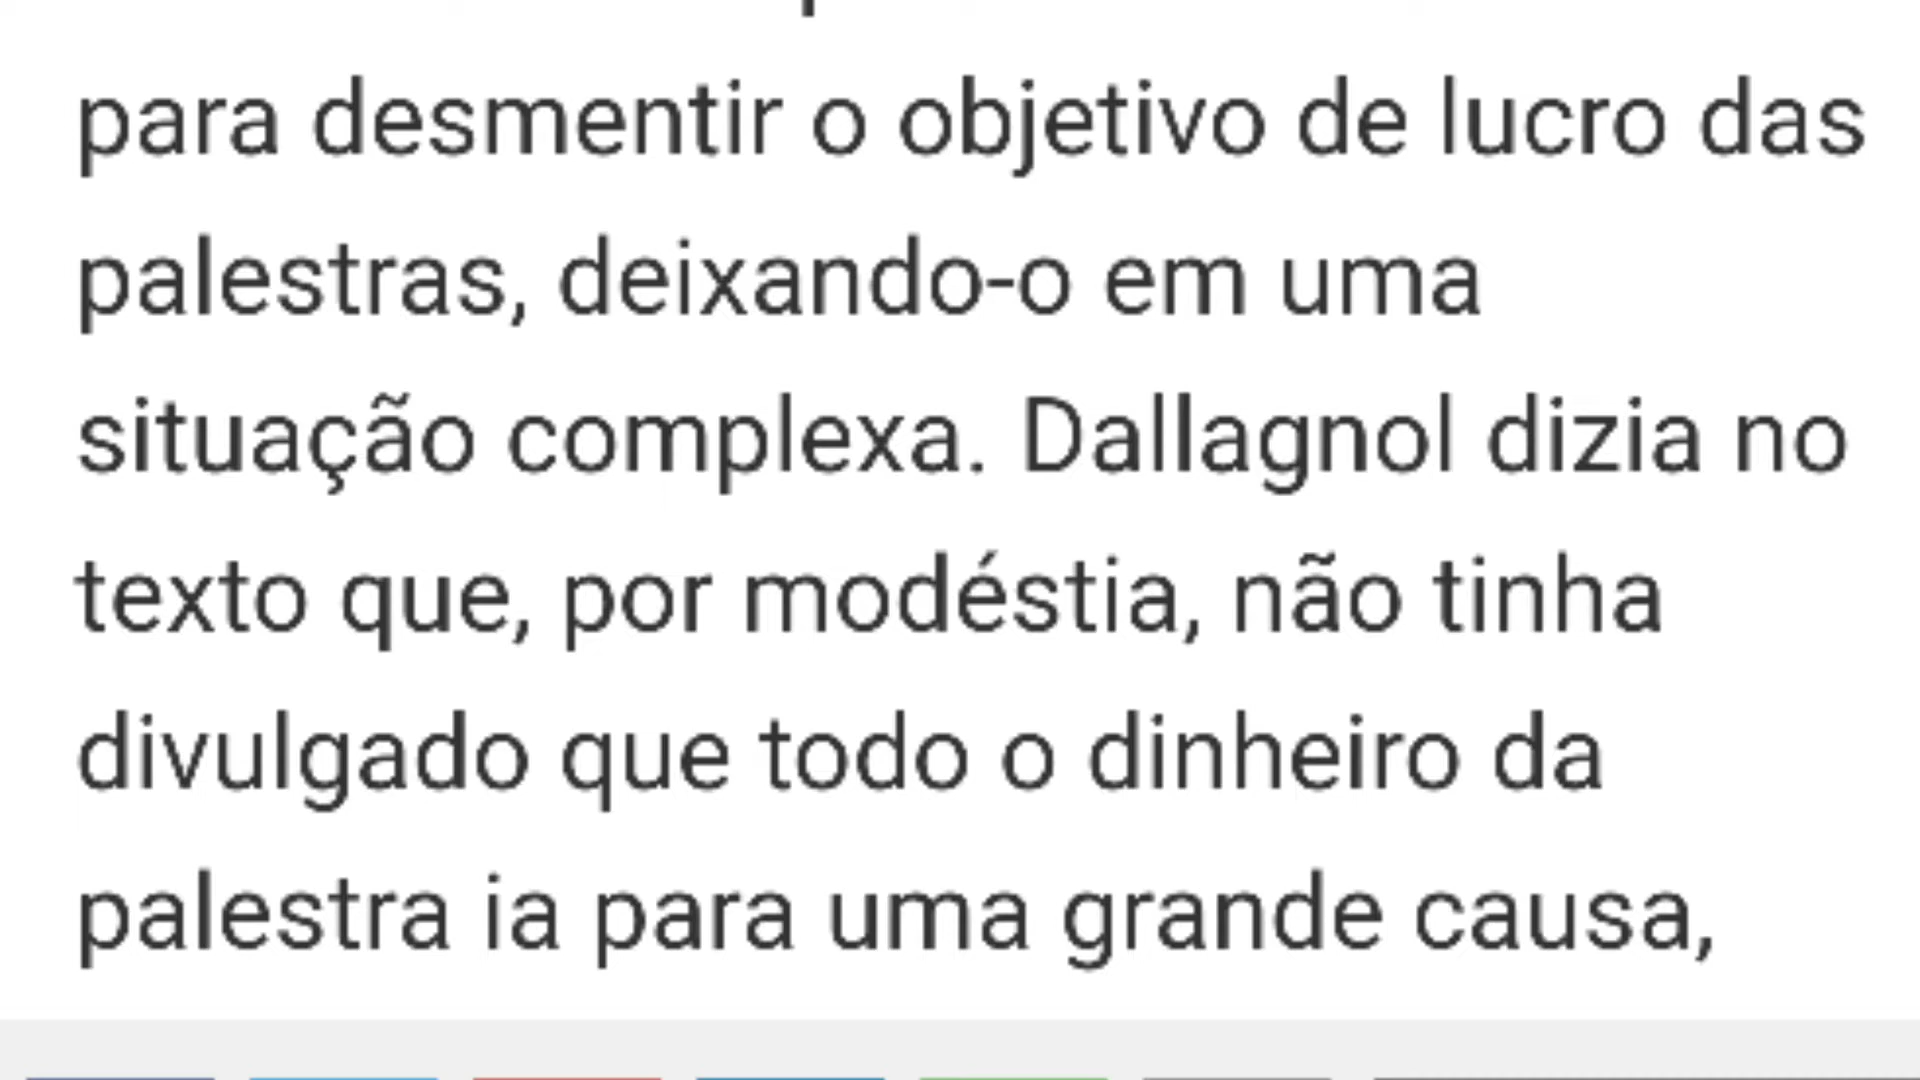 para desmentir o objetivo de lucro das
palestras, deixando-o em uma
situação complexa. Dallagnol dizia no
texto que, por modéstia, não tinha
divulgado que todo o dinheiro da
palestra ia para uma grande causa,